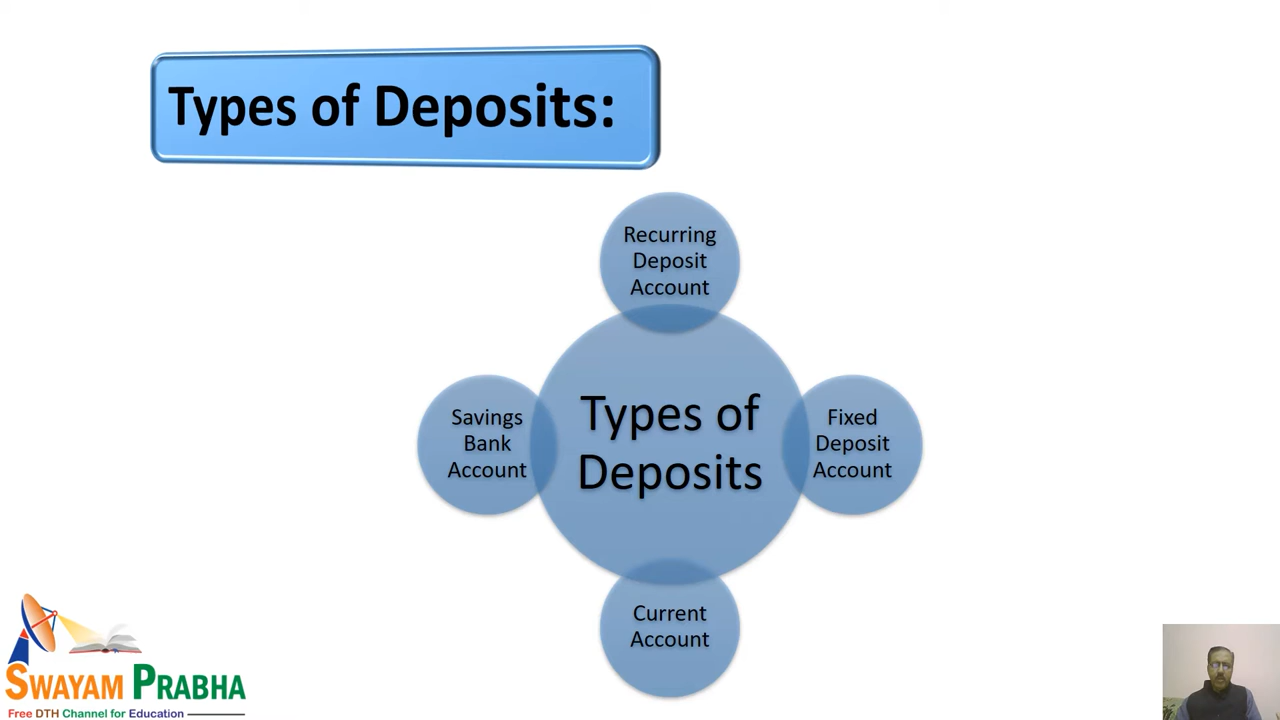 Types of Deposits:
Recurring
Deposit
Account
Savings
Bank
Account
Types of
Deposits
Fixed
Deposit
Account
Current
Account
SWAYAM PRABHA
Free DTH Channel for Education